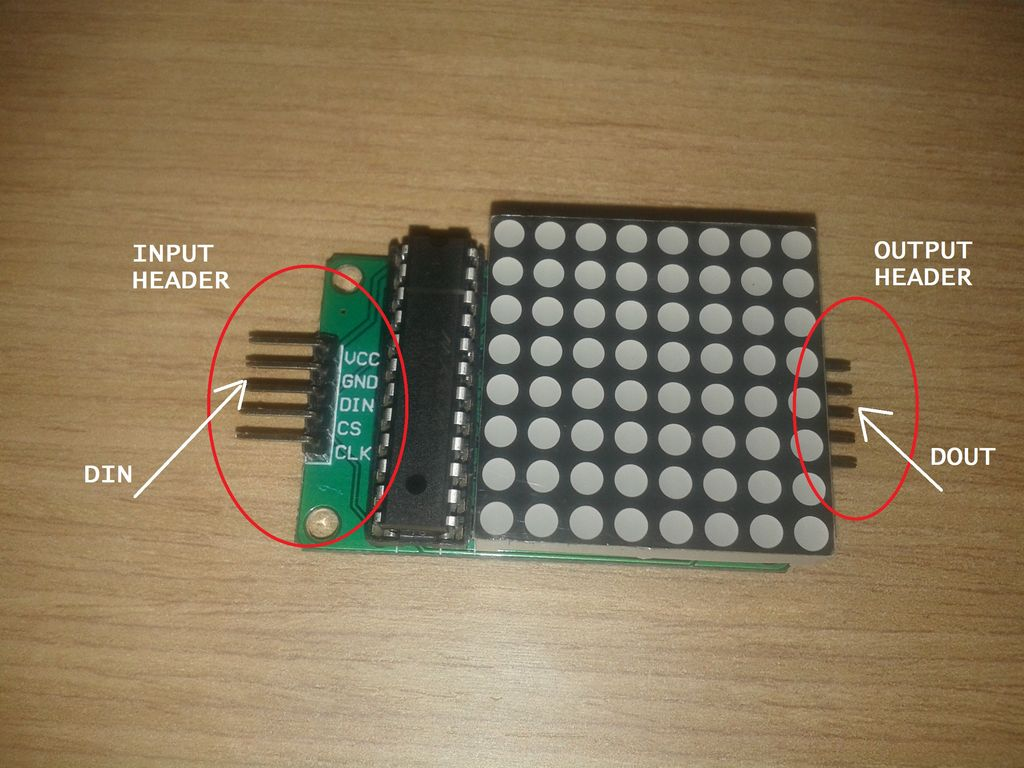 INPUT
HEADER
OUTPUT
HEADER
VCC
GND
DIN
CS
CLK
DIN
DOUT